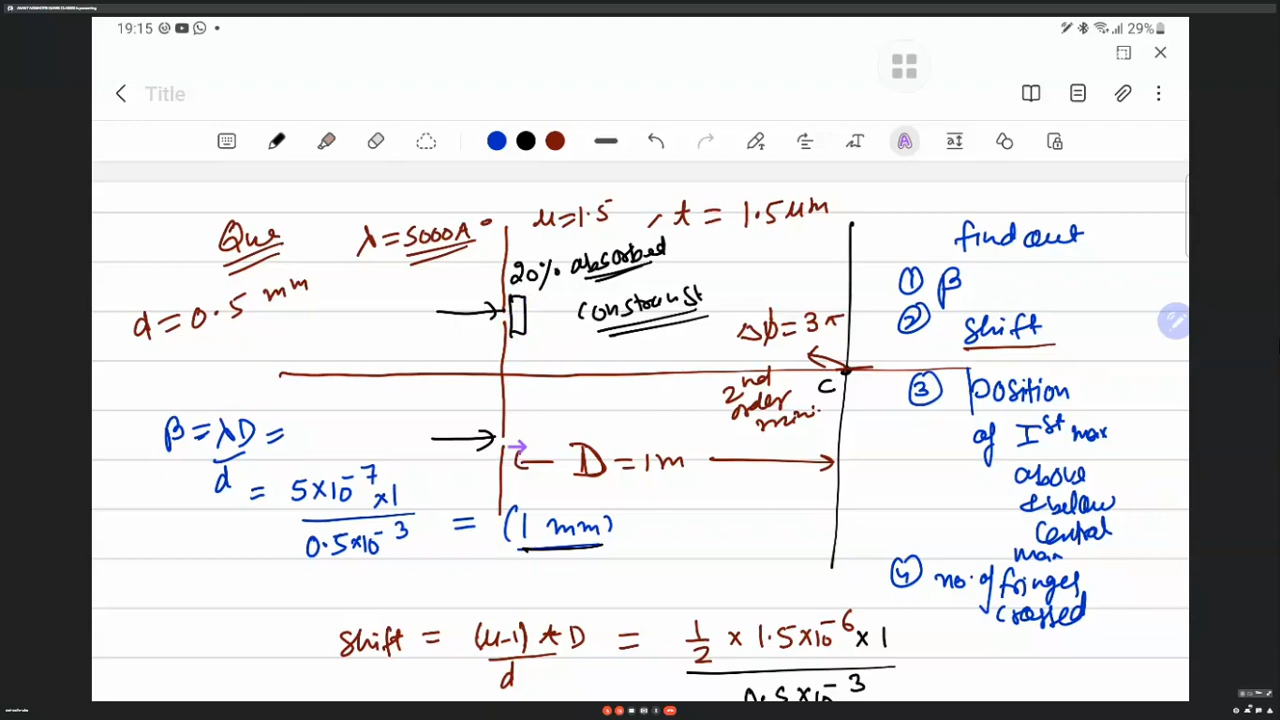 19:15
29%
Title
Que λ = 5000A° μ=1.5 , t = 1.5μm
d = 0.5 mm
20% absorbed
constrenst
Δϕ = 3π
C
2nd
order
mini.
D = 1m
β = λD/d =
= 5×10⁻⁷×1 / 0.5×10⁻³ = (1 mm)
find out
① β
② shift
③ position
of Ist max
above
& below
central
max
④ no. of fringes
crossed
shift = (μ-1) t D / d = 1/2 × 1.5×10⁻⁶ × 1 / 0.5×10⁻³